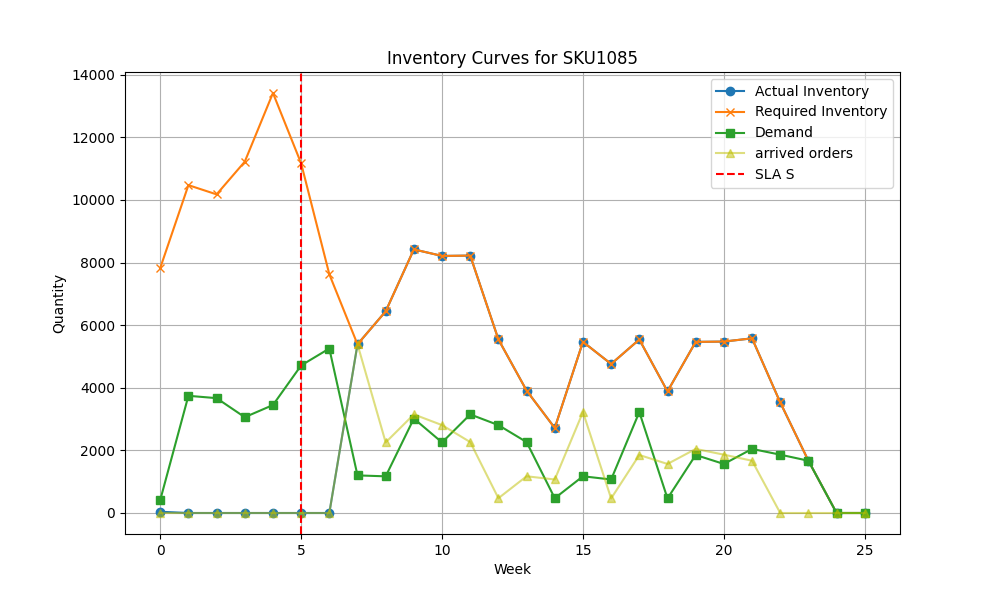 Inventory Curves for SKU1085
Actual Inventory
Required Inventory
Demand
arrived orders
SLA S
Quantity
14000
12000
10000
8000
6000
4000
2000
0
0 5 10 15 20 25
Week